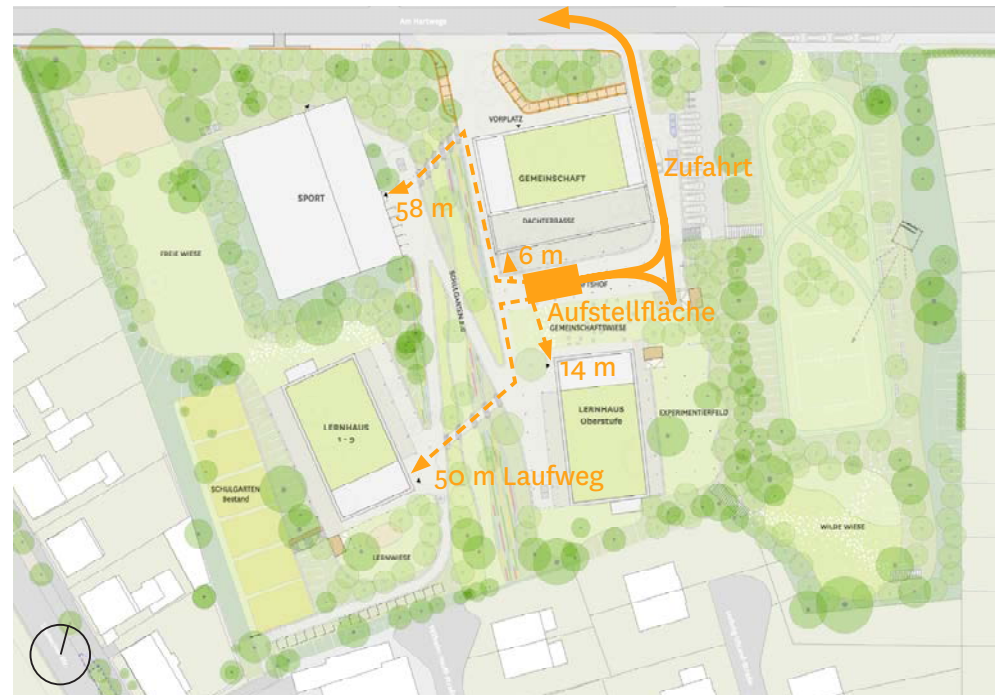 Am Hartwege
VORPLATZ
GEMEINSCHAFT
Zufahrt
SPORT
58 m
DACHTERRASSE
FREIE WIESE
6 m
Aufstellfläche
GEMEINSCHAFTSWIESE
14 m
LERNHAUS
1 - 9
LERNHAUS
Oberstufe
EXPERIMENTIERFELD
50 m Laufweg
SCHULGARTEN
Bestand
WILDE WIESE
LERNWIESE